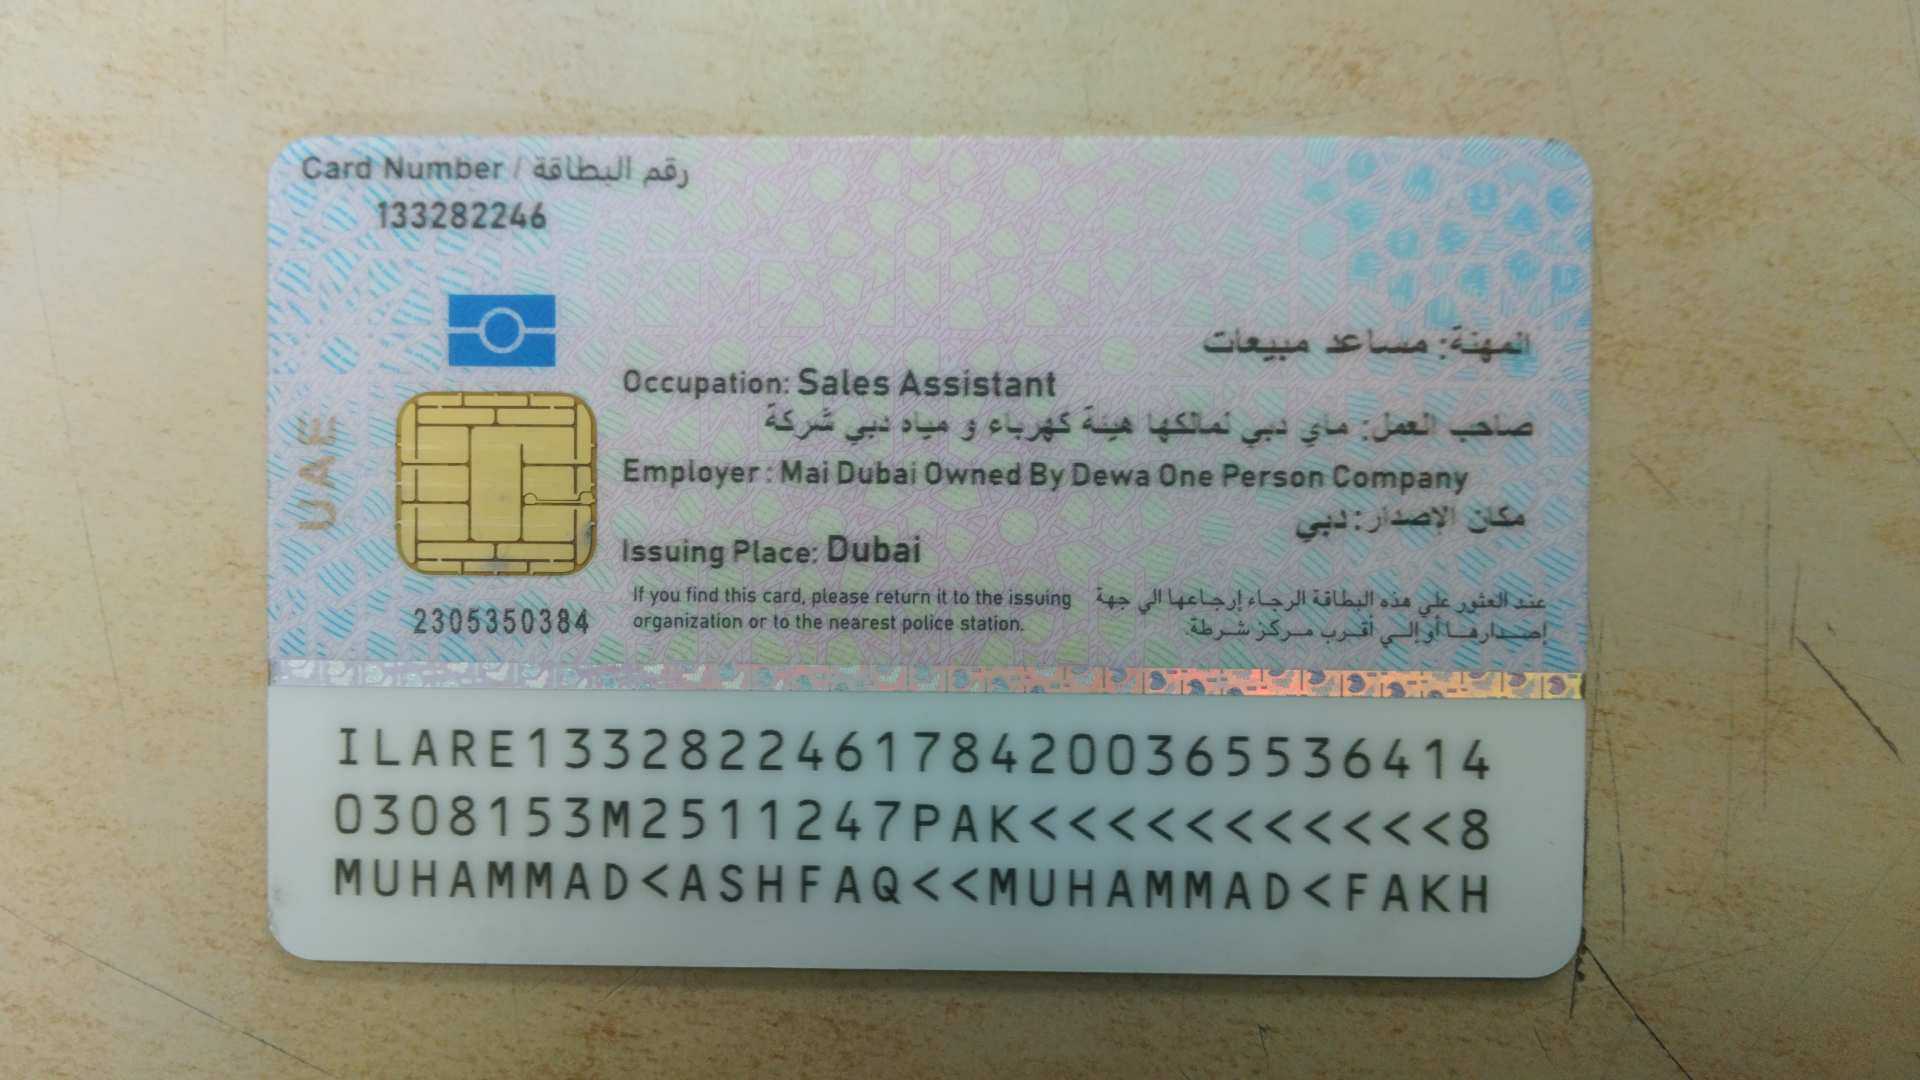 Card Number / رقم البطاقة
133282246
المهنة: مساعد مبيعات
Occupation: Sales Assistant
صاحب العمل: ماي دبي لمالكها هيئة كهرباء و مياه دبي شركة
Employer : Mai Dubai Owned By Dewa One Person Company
مكان الإصدار: دبي
Issuing Place: Dubai
UAE
2305350384
If you find this card, please return it to the issuing
organization or to the nearest police station.
عند العثور علي هذه البطاقة الرجاء إرجاعها الي جهة
إصدارها أو إلي أقرب مركز شرطة.
ILARE1332822461784200365536414
0308153M2511247PAK<<<<<<<<<<<8
MUHAMMAD<ASHFAQ<<MUHAMMAD<FAKH